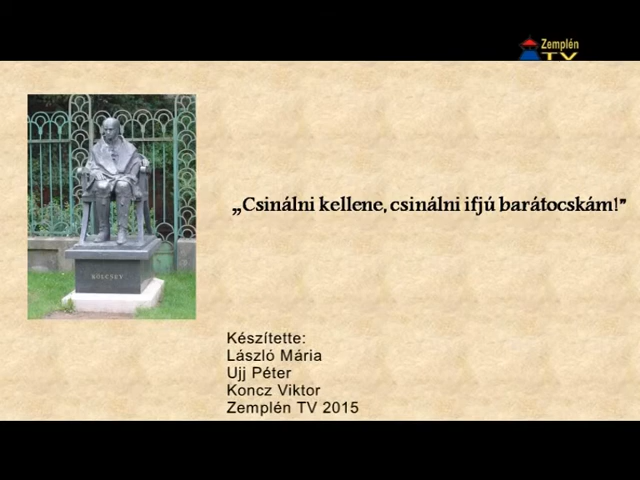 Zemplén
TV
„Csinálni kellene, csinálni ifjú barátocskám!"
KÖLCSEY
Készítette:
László Mária
Ujj Péter
Koncz Viktor
Zemplén TV 2015